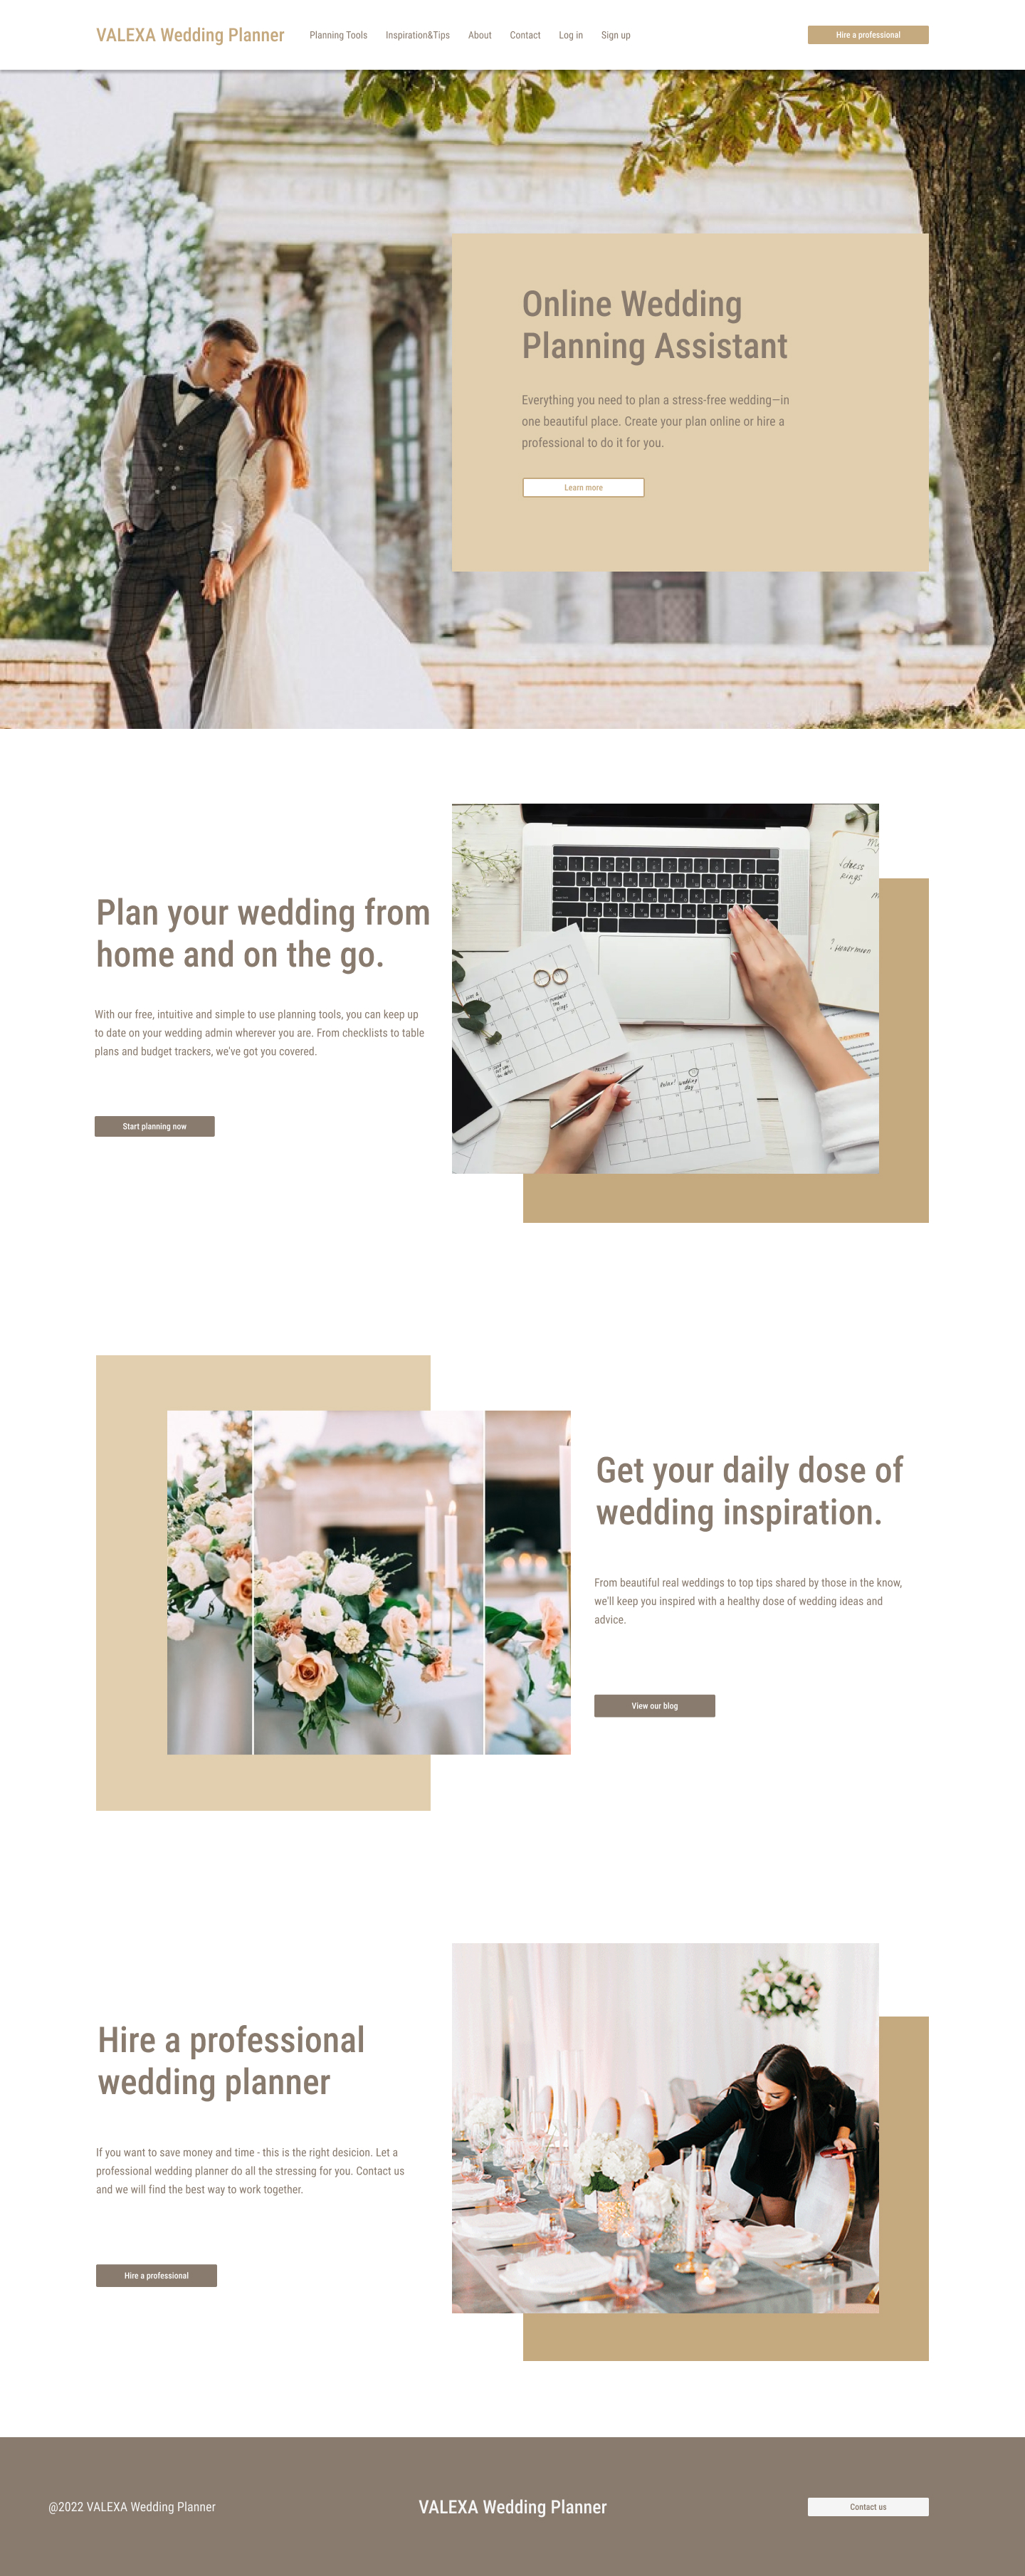 VALEXA Wedding Planner
Planning Tools
Inspiration&Tips
About
Contact
Log in
Sign up
Hire a professional
Online Wedding
Planning Assistant
Everything you need to plan a stress-free wedding—in
one beautiful place. Create your plan online or hire a
professional to do it for you.
Learn more
Plan your wedding from
home and on the go.
With our free, intuitive and simple to use planning tools, you can keep up
to date on your wedding admin wherever you are. From checklists to table
plans and budget trackers, we've got you covered.
Start planning now
Get your daily dose of
wedding inspiration.
From beautiful real weddings to top tips shared by those in the know,
we'll keep you inspired with a healthy dose of wedding ideas and
advice.
View our blog
Hire a professional
wedding planner
If you want to save money and time - this is the right desicion. Let a
professional wedding planner do all the stressing for you. Contact us
and we will find the best way to work together.
Hire a professional
@2022 VALEXA Wedding Planner
VALEXA Wedding Planner
Contact us